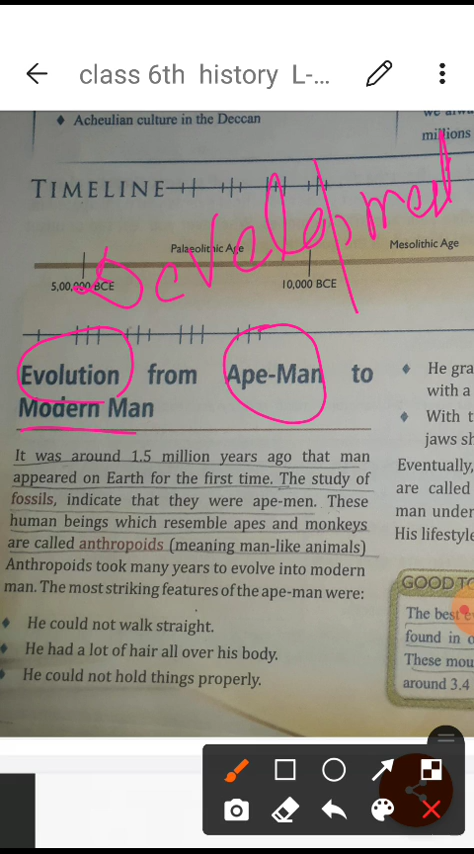 class 6th history L-...
♦ Acheulian culture in the Deccan
millions
TIMELINE
Development
Palaeolithic Age
Mesolithic Age
5,00,000 BCE
10,000 BCE
Evolution from Ape-Man to
Modern Man
It was around 1.5 million years ago that man
appeared on Earth for the first time. The study of
fossils, indicate that they were ape-men. These
human beings which resemble apes and monkeys
are called anthropoids (meaning man-like animals)
Anthropoids took many years to evolve into modern
man. The most striking features of the ape-man were:
♦ He could not walk straight.
♦ He had a lot of hair all over his body.
♦ He could not hold things properly.
♦ He gra
with a
♦ With t
jaws sh
Eventually,
are called
man under
His lifestyle
GOOD TO
The best
found in
These mou
around 3.4